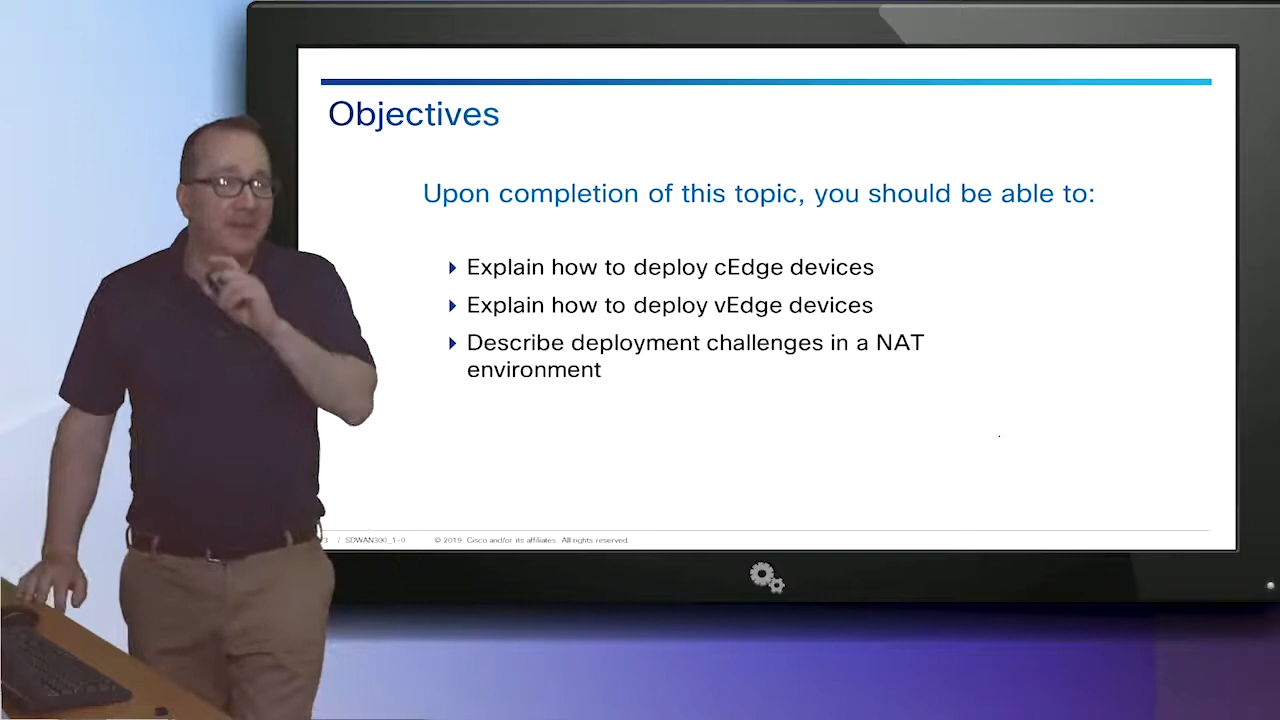 Objectives
Upon completion of this topic, you should be able to:
Explain how to deploy cEdge devices
Explain how to deploy vEdge devices
Describe deployment challenges in a NAT
environment
3 / SDWAN300_1-0 © 2019 Cisco and/or its affiliates. All rights reserved.